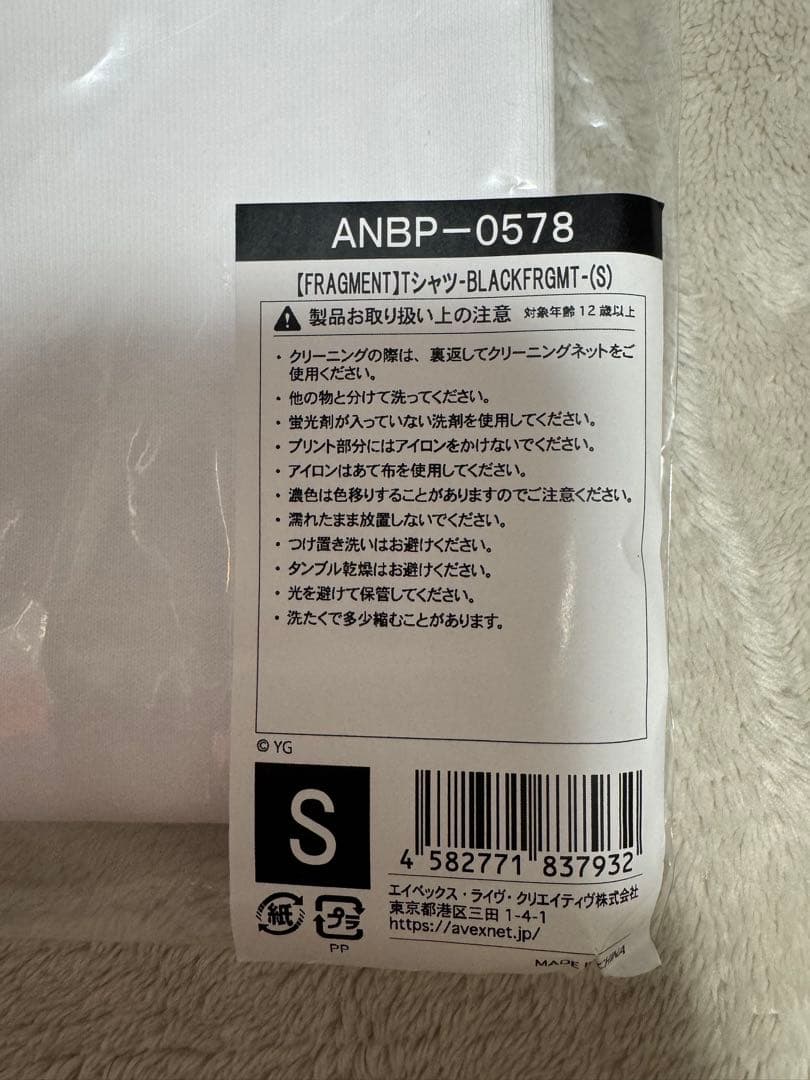 ANBP-0578
【FRAGMENT】Tシャツ-BLACKFRGMT-(S)
製品お取り扱い上の注意 対象年齢12歳以上
・クリーニングの際は、裏返してクリーニングネットをご
使用ください。
・他の物と分けて洗ってください。
・蛍光剤が入っていない洗剤を使用してください。
・プリント部分にはアイロンをかけないでください。
・アイロンはあて布を使用してください。
・濃色は色移りすることがありますのでご注意ください。
・濡れたまま放置しないでください。
・つけ置き洗いはお避けください。
・タンブル乾燥はお避けください。
・光を避けて保管してください。
・洗たくで多少縮むことがあります。
© YG
S
4 582771 837932
エイベックス・ライヴ・クリエイティヴ株式会社
東京都港区三田 1-4-1
https://avexnet.jp/
紙 プラ
PP
MADE CHINA